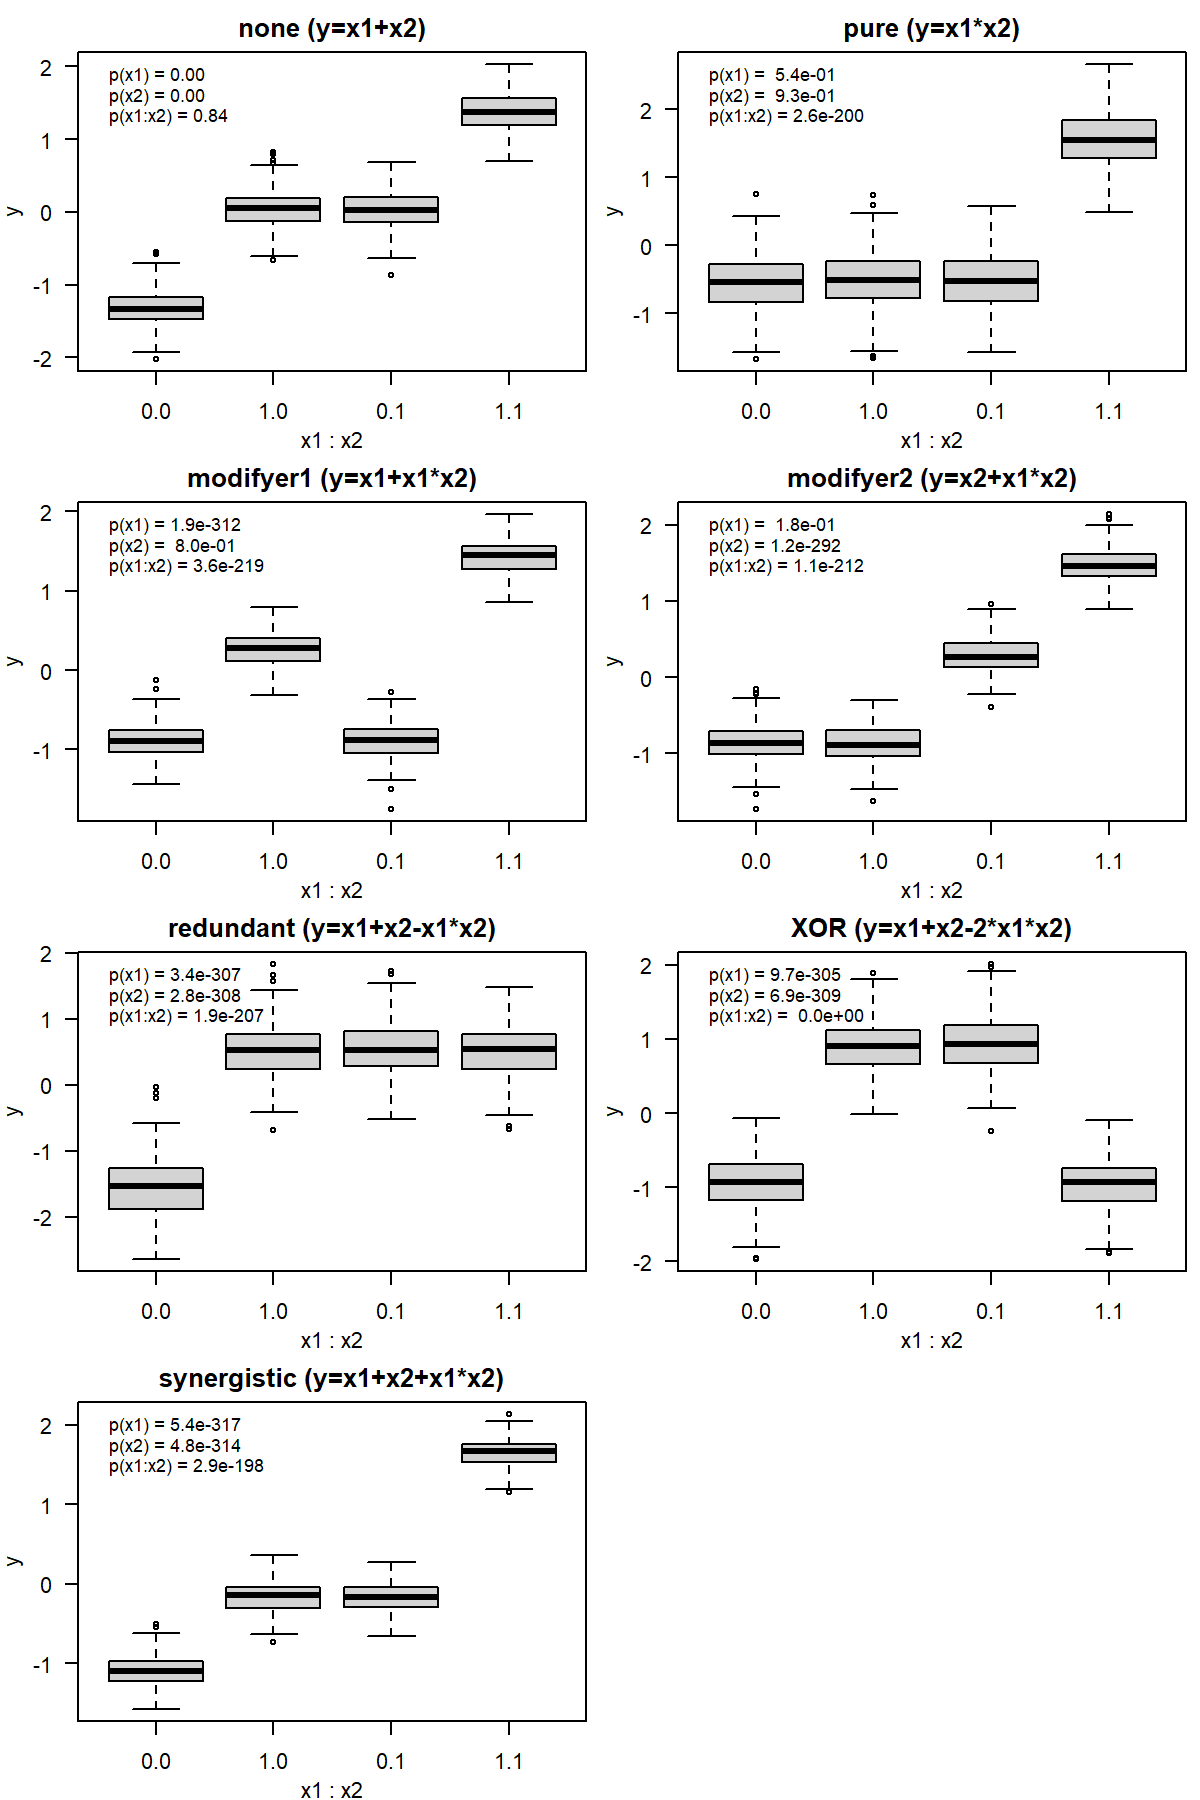 none (y=x1+x2)
p(x1) = 0.00
p(x2) = 0.00
p(x1:x2) = 0.84
2
1
0
-1
-2
y
0.0 1.0 0.1 1.1
x1 : x2
pure (y=x1*x2)
p(x1) =  5.4e-01
p(x2) =  9.3e-01
p(x1:x2) = 2.6e-200
2
1
0
-1
y
0.0 1.0 0.1 1.1
x1 : x2
modifyer1 (y=x1+x1*x2)
p(x1) = 1.9e-312
p(x2) =  8.0e-01
p(x1:x2) = 3.6e-219
2
1
0
-1
y
0.0 1.0 0.1 1.1
x1 : x2
modifyer2 (y=x2+x1*x2)
p(x1) =  1.8e-01
p(x2) = 1.2e-292
p(x1:x2) = 1.1e-212
2
1
0
-1
y
0.0 1.0 0.1 1.1
x1 : x2
redundant (y=x1+x2-x1*x2)
p(x1) = 3.4e-307
p(x2) = 2.8e-308
p(x1:x2) = 1.9e-207
2
1
0
-1
-2
y
0.0 1.0 0.1 1.1
x1 : x2
XOR (y=x1+x2-2*x1*x2)
p(x1) = 9.7e-305
p(x2) = 6.9e-309
p(x1:x2) =  0.0e+00
2
1
0
-1
-2
y
0.0 1.0 0.1 1.1
x1 : x2
synergistic (y=x1+x2+x1*x2)
p(x1) = 5.4e-317
p(x2) = 4.8e-314
p(x1:x2) = 2.9e-198
2
1
0
-1
y
0.0 1.0 0.1 1.1
x1 : x2